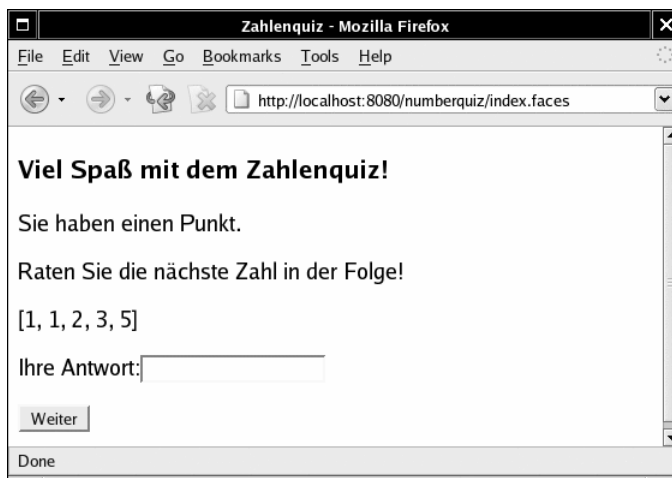 Zahlenquiz - Mozilla Firefox
File Edit View Go Bookmarks Tools Help
http://localhost:8080/numberquiz/index.faces
Viel Spaß mit dem Zahlenquiz!
Sie haben einen Punkt.
Raten Sie die nächste Zahl in der Folge!
[1, 1, 2, 3, 5]
Ihre Antwort:
Weiter
Done